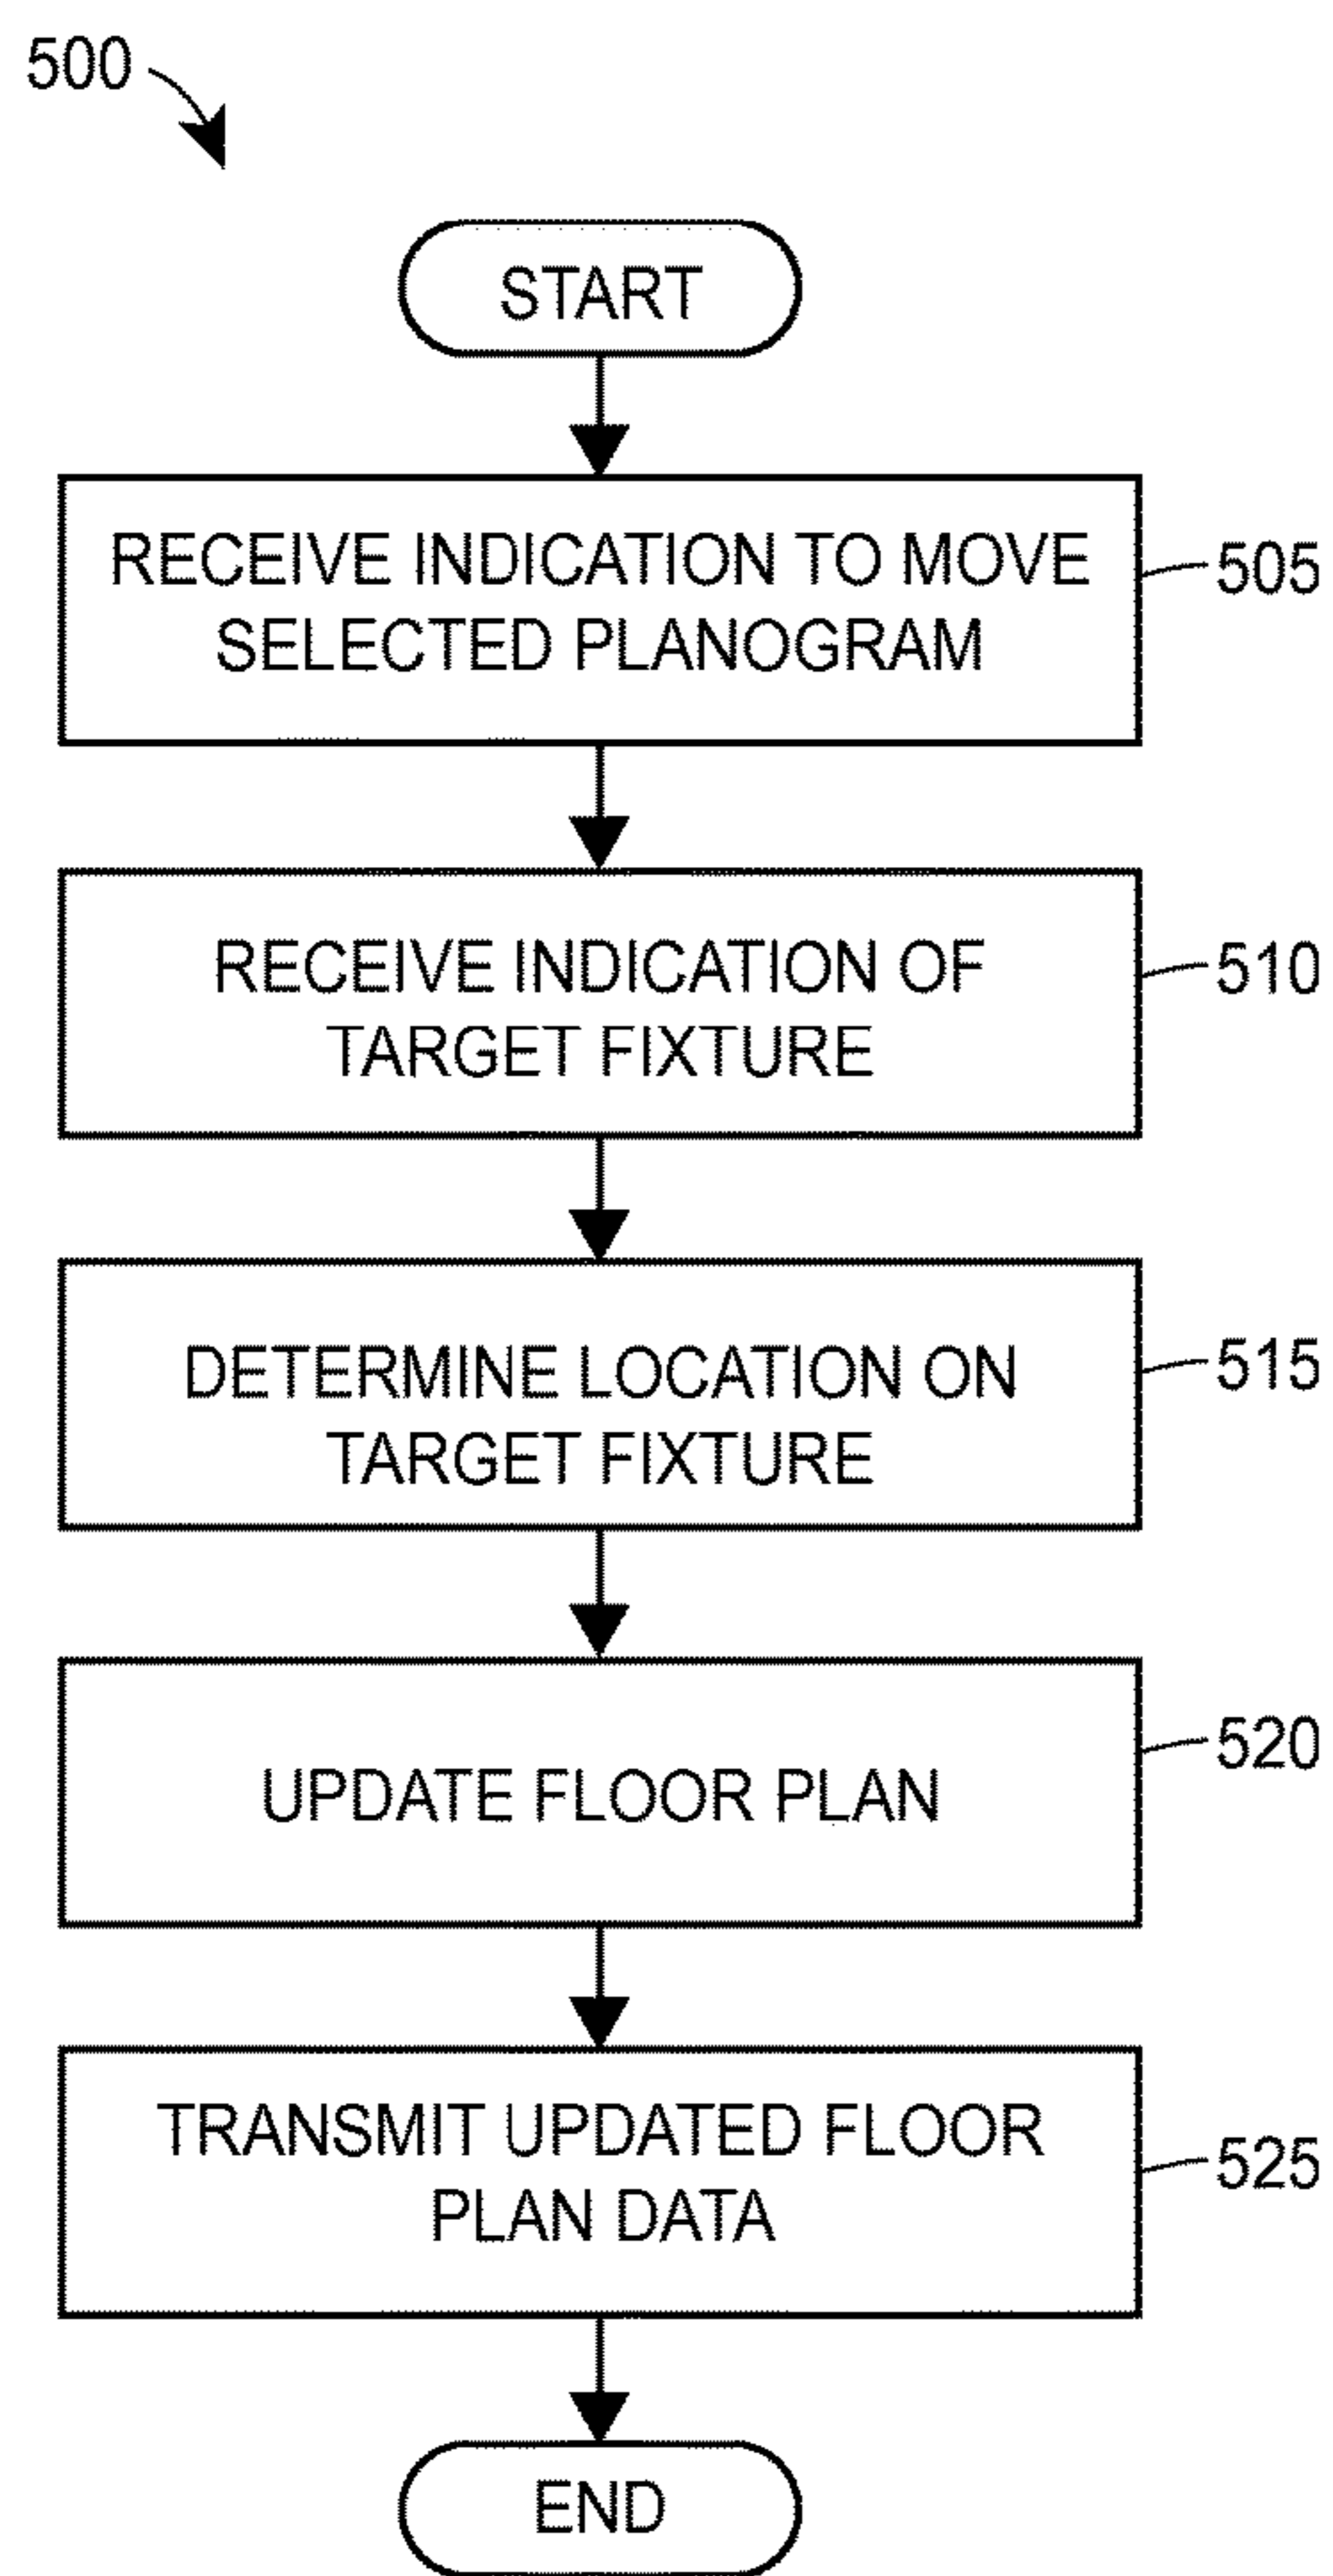 500
START
RECEIVE INDICATION TO MOVE
SELECTED PLANOGRAM
505
RECEIVE INDICATION OF
TARGET FIXTURE
510
DETERMINE LOCATION ON
TARGET FIXTURE
515
UPDATE FLOOR PLAN
520
TRANSMIT UPDATED FLOOR
PLAN DATA
525
END